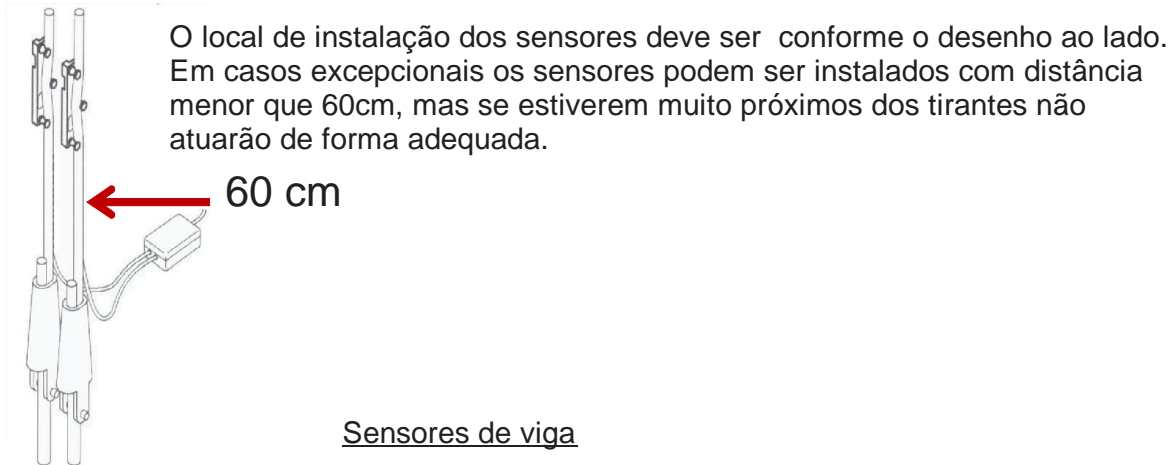 O local de instalação dos sensores deve ser conforme o desenho ao lado.
Em casos excepcionais os sensores podem ser instalados com distância
menor que 60cm, mas se estiverem muito próximos dos tirantes não
atuarão de forma adequada.
60 cm
Sensores de viga